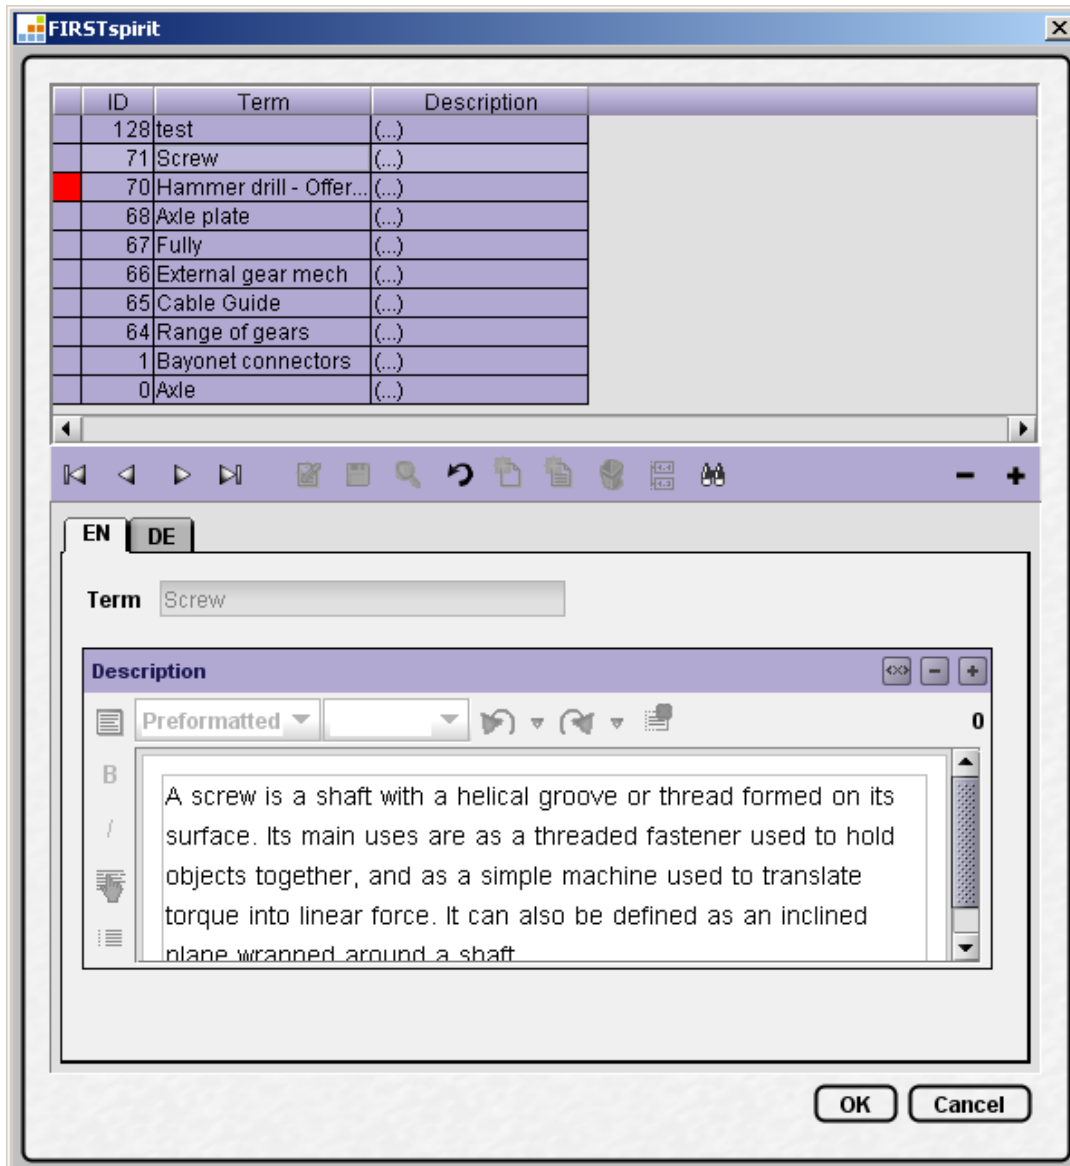 FIRSTspirit
ID Term Description
128 test (...)
71 Screw (...)
70 Hammer drill - Offer... (...)
68 Axle plate (...)
67 Fully (...)
66 External gear mech (...)
65 Cable Guide (...)
64 Range of gears (...)
1 Bayonet connectors (...)
0 Axle (...)
EN DE
Term Screw
Description
Preformatted 0
B
I
A screw is a shaft with a helical groove or thread formed on its
surface. Its main uses are as a threaded fastener used to hold
objects together, and as a simple machine used to translate
torque into linear force. It can also be defined as an inclined
plane wrapped around a shaft
OK Cancel